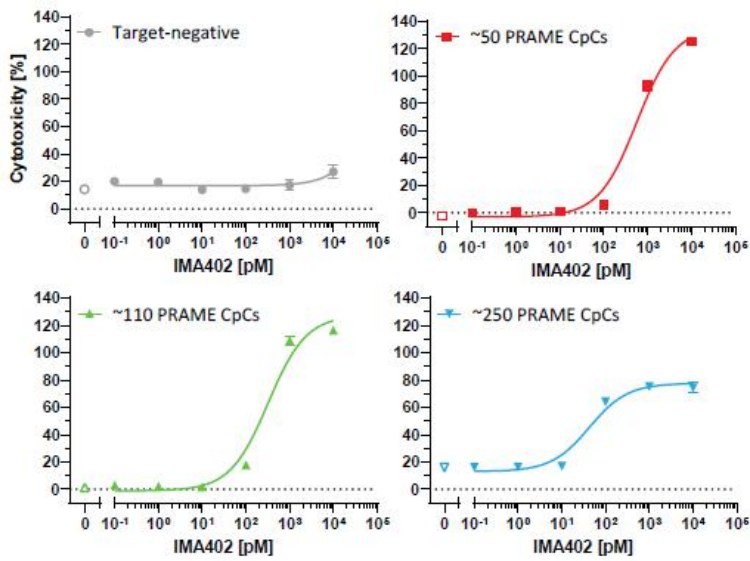 Target-negative
Cytotoxicity [%]
140
120
100
80
60
40
20
0
0 10⁻¹ 10⁰ 10¹ 10² 10³ 10⁴ 10⁵
IMA402 [pM]
~50 PRAME CpCs
140
120
100
80
60
40
20
0
0 10⁻¹ 10⁰ 10¹ 10² 10³ 10⁴ 10⁵
IMA402 [pM]
~110 PRAME CpCs
140
120
100
80
60
40
20
0
0 10⁻¹ 10⁰ 10¹ 10² 10³ 10⁴ 10⁵
IMA402 [pM]
~250 PRAME CpCs
140
120
100
80
60
40
20
0
0 10⁻¹ 10⁰ 10¹ 10² 10³ 10⁴ 10⁵
IMA402 [pM]